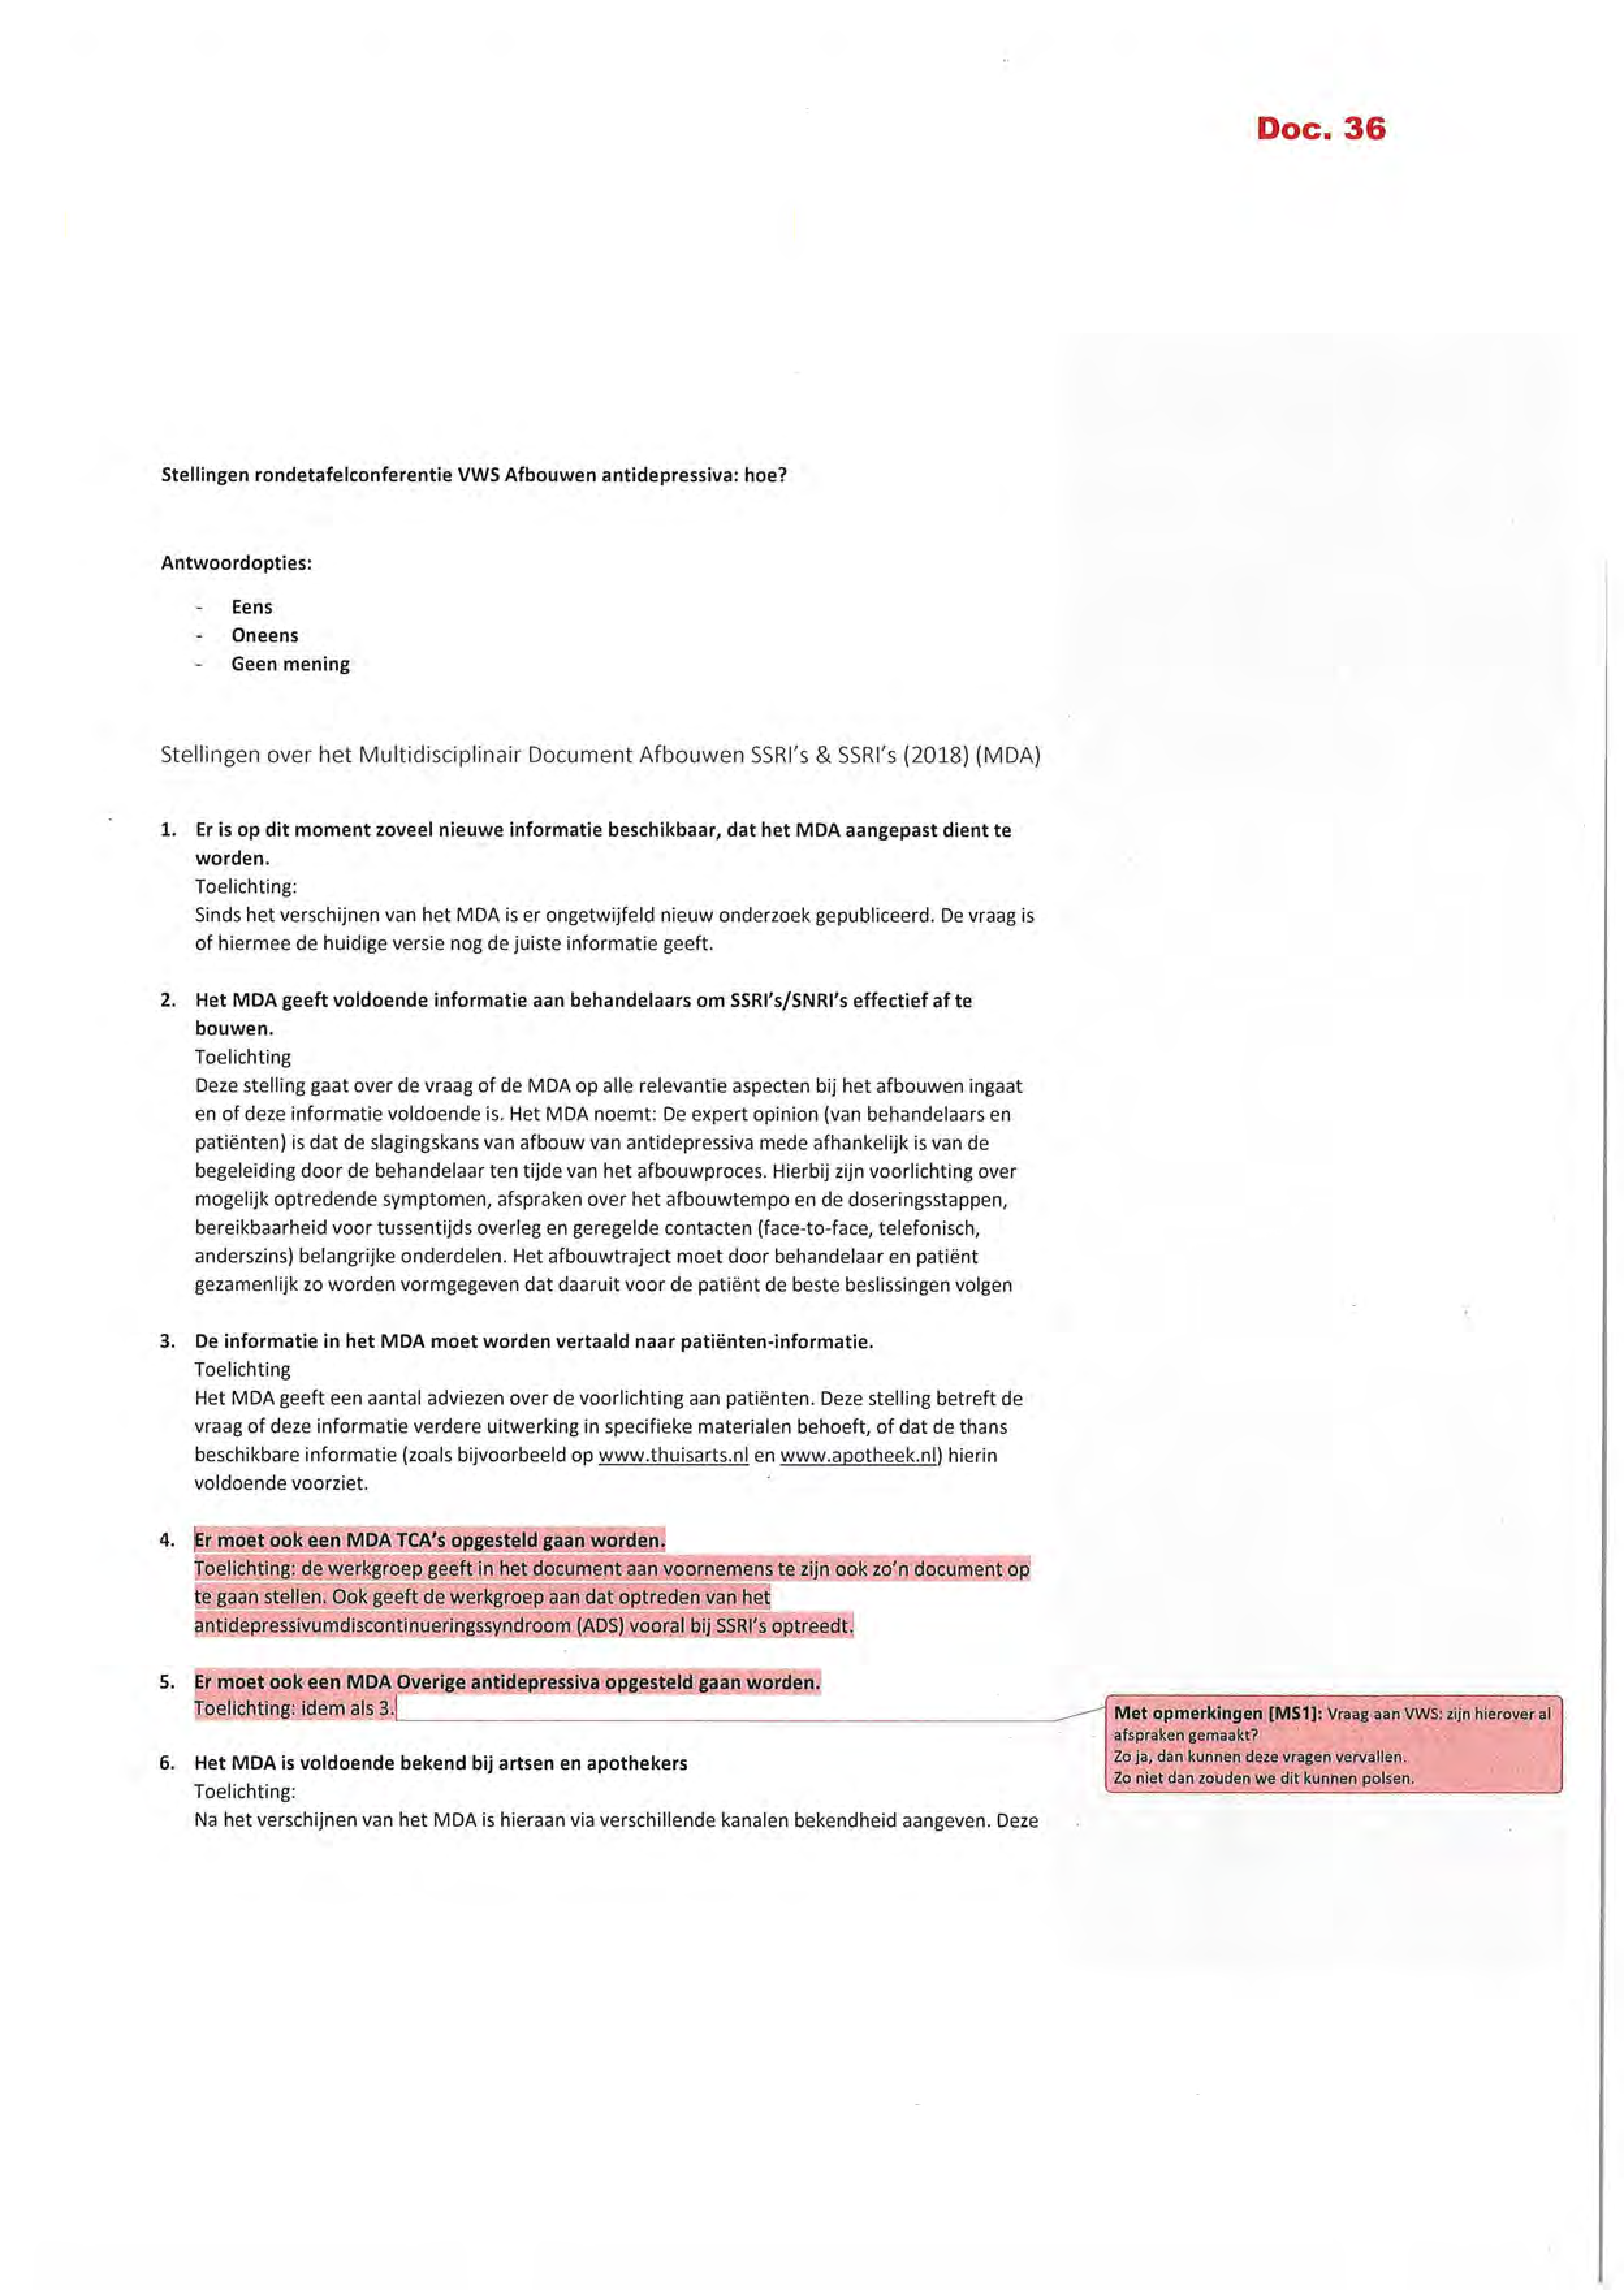 Doc. 36
Stellingen rondetafelconferentie VWS Afbouwen antidepressiva: hoe?
Antwoordopties:
- Eens
- Oneens
- Geen mening
Stellingen over het Multidisciplinair Document Afbouwen SSRI's & SSRI's (2018) (MDA)
1. Er is op dit moment zoveel nieuwe informatie beschikbaar, dat het MDA aangepast dient te
worden.
Toelichting:
Sinds het verschijnen van het MDA is er ongetwijfeld nieuw onderzoek gepubliceerd. De vraag is
of hiermee de huidige versie nog de juiste informatie geeft.
2. Het MDA geeft voldoende informatie aan behandelaars om SSRI's/SNRI's effectief af te
bouwen.
Toelichting
Deze stelling gaat over de vraag of de MDA op alle relevantie aspecten bij het afbouwen ingaat
en of deze informatie voldoende is. Het MDA noemt: De expert opinion (van behandelaars en
patiënten) is dat de slagingskans van afbouw van antidepressiva mede afhankelijk is van de
begeleiding door de behandelaar ten tijde van het afbouwproces. Hierbij zijn voorlichting over
mogelijk optredende symptomen, afspraken over het afbouwtempo en de doseringsstappen,
bereikbaarheid voor tussentijds overleg en geregelde contacten (face-to-face, telefonisch,
anderszins) belangrijke onderdelen. Het afbouwtraject moet door behandelaar en patiënt
gezamenlijk zo worden vormgegeven dat daaruit voor de patiënt de beste beslissingen volgen
3. De informatie in het MDA moet worden vertaald naar patiënten-informatie.
Toelichting
Het MDA geeft een aantal adviezen over de voorlichting aan patiënten. Deze stelling betreft de
vraag of deze informatie verdere uitwerking in specifieke materialen behoeft, of dat de thans
beschikbare informatie (zoals bijvoorbeeld op www.thuisarts.nl en www.apotheek.nl) hierin
voldoende voorziet.
4. Er moet ook een MDA TCA's opgesteld gaan worden.
Toelichting: de werkgroep geeft in het document aan voornemens te zijn ook zo'n document op
te gaan stellen. Ook geeft de werkgroep aan dat optreden van het
antidepressivumdiscontinueringssyndroom (ADS) vooral bij SSRI's optreedt.
5. Er moet ook een MDA Overige antidepressiva opgesteld gaan worden.
Toelichting: idem als 3.
Met opmerkingen [MS1]: Vraag aan VWS: zijn hierover al
afspraken gemaakt?
Zo ja, dan kunnen deze vragen vervallen.
Zo niet dan zouden we dit kunnen polsen.
6. Het MDA is voldoende bekend bij artsen en apothekers
Toelichting:
Na het verschijnen van het MDA is hieraan via verschillende kanalen bekendheid aangeven. Deze